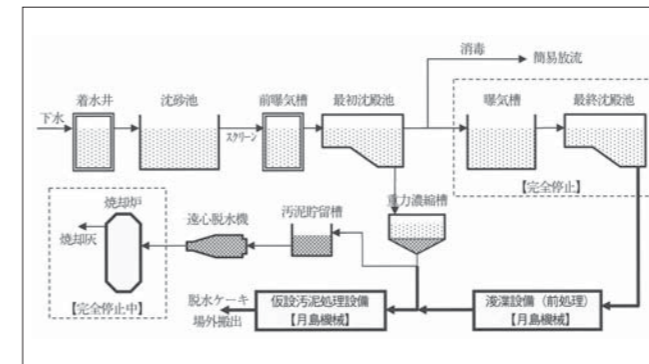 消毒
簡易放流
着水井
沈砂池
前曝気槽
最初沈殿池
曝気槽
最終沈殿池
下水
スクリーン
【完全停止】
焼却炉
遠心脱水機
汚泥貯留槽
重力濃縮槽
焼却灰
【完全停止中】
脱水ケーキ
場外搬出
仮設汚泥処理設備
【月島機械】
浚渫設備(前処理)
【月島機械】